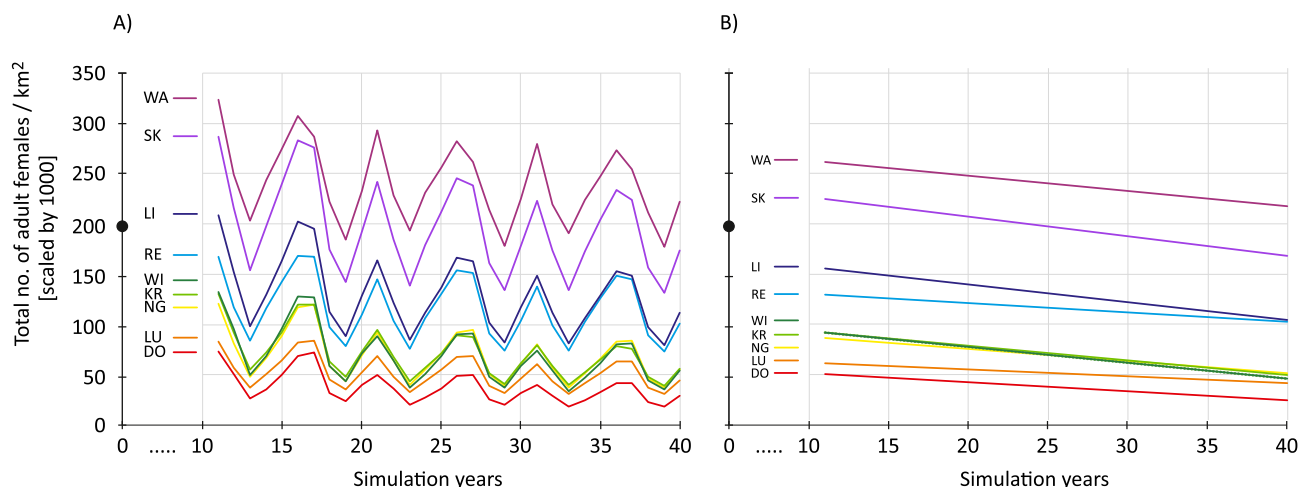 A)
B)
Total no. of adult females / km²
[scaled by 1000]
350
300
250
200
150
100
50
0
WA
SK
LI
RE
WI
KR
NG
LU
DO
0 ..... 10 15 20 25 30 35 40
Simulation years
WA
SK
LI
RE
WI
KR
NG
LU
DO
0 ..... 10 15 20 25 30 35 40
Simulation years